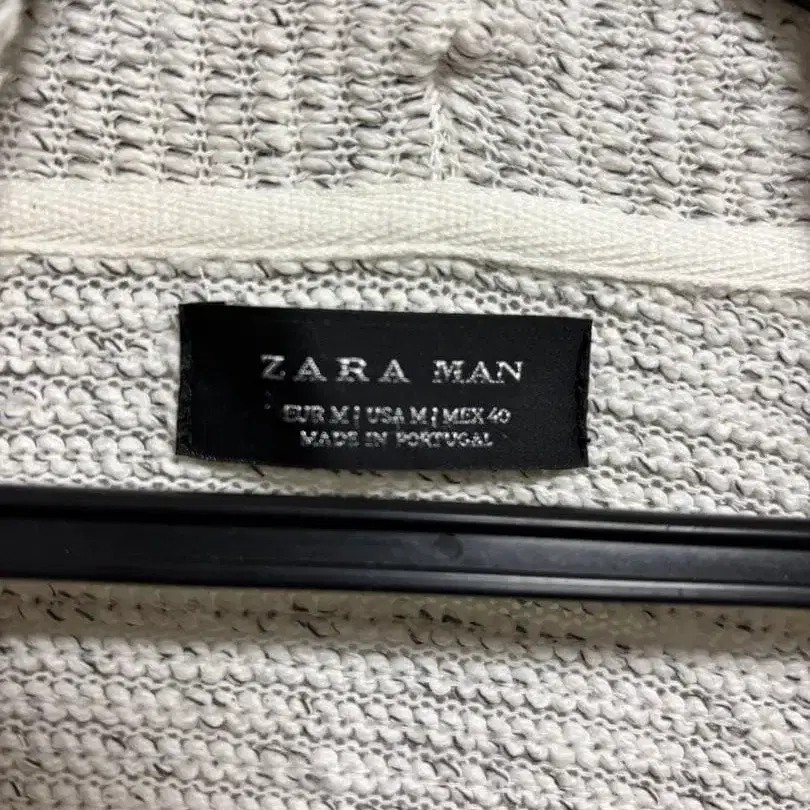 ZARA MAN
EUR M | USA M | MEX 40
MADE IN PORTUGAL